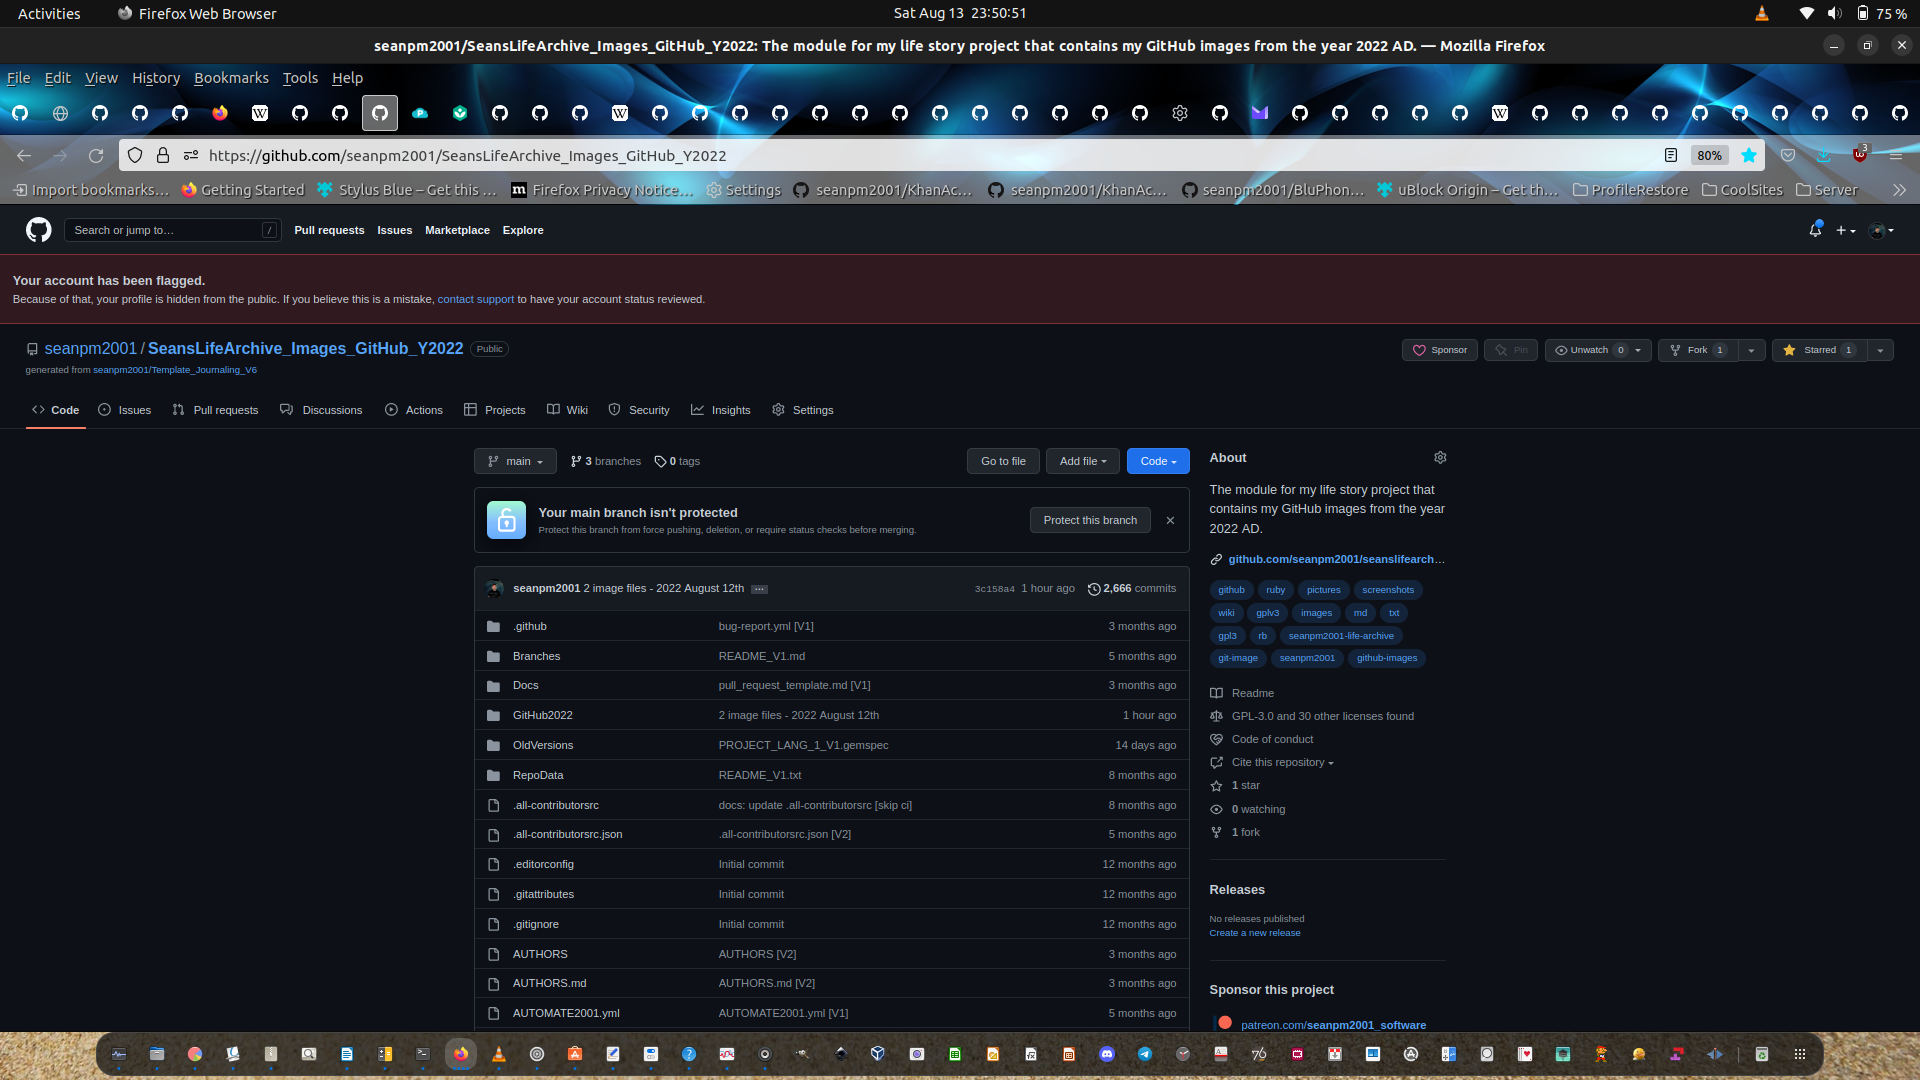 Activities Firefox Web Browser Sat Aug 13 23:50:51 75 %
seanpm2001/SeansLifeArchive_Images_GitHub_Y2022: The module for my life story project that contains my GitHub images from the year 2022 AD. — Mozilla Firefox
File Edit View History Bookmarks Tools Help
https://github.com/seanpm2001/SeansLifeArchive_Images_GitHub_Y2022 80% 3
Import bookmarks… Getting Started Stylus Blue – Get this … Firefox Privacy Notice… Settings seanpm2001/KhanAc… seanpm2001/KhanAc… seanpm2001/BluPhon… uBlock Origin – Get th… ProfileRestore CoolSites Server
Search or jump to… / Pull requests Issues Marketplace Explore
Your account has been flagged.
Because of that, your profile is hidden from the public. If you believe this is a mistake, contact support to have your account status reviewed.
seanpm2001 / SeansLifeArchive_Images_GitHub_Y2022 Public Sponsor Pin Unwatch 0 Fork 1 Starred 1
generated from seanpm2001/Template_Journaling_V6
Code Issues Pull requests Discussions Actions Projects Wiki Security Insights Settings
main 3 branches 0 tags Go to file Add file Code
Your main branch isn't protected
Protect this branch from force pushing, deletion, or require status checks before merging.
Protect this branch
seanpm2001 2 image files - 2022 August 12th 3c158a4 1 hour ago 2,666 commits
.github bug-report.yml [V1] 3 months ago
Branches README_V1.md 5 months ago
Docs pull_request_template.md [V1] 3 months ago
GitHub2022 2 image files - 2022 August 12th 1 hour ago
OldVersions PROJECT_LANG_1_V1.gemspec 14 days ago
RepoData README_V1.txt 8 months ago
.all-contributorsrc docs: update .all-contributorsrc [skip ci] 8 months ago
.all-contributorsrc.json .all-contributorsrc.json [V2] 5 months ago
.editorconfig Initial commit 12 months ago
.gitattributes Initial commit 12 months ago
.gitignore Initial commit 12 months ago
AUTHORS AUTHORS [V2] 3 months ago
AUTHORS.md AUTHORS.md [V2] 3 months ago
AUTOMATE2001.yml AUTOMATE2001.yml [V1] 5 months ago
About
The module for my life story project that
contains my GitHub images from the year
2022 AD.
github.com/seanpm2001/seanslifearch…
github ruby pictures screenshots
wiki gplv3 images md txt
gpl3 rb seanpm2001-life-archive
git-image seanpm2001 github-images
Readme
GPL-3.0 and 30 other licenses found
Code of conduct
Cite this repository
1 star
0 watching
1 fork
Releases
No releases published
Create a new release
Sponsor this project
patreon.com/seanpm2001_software